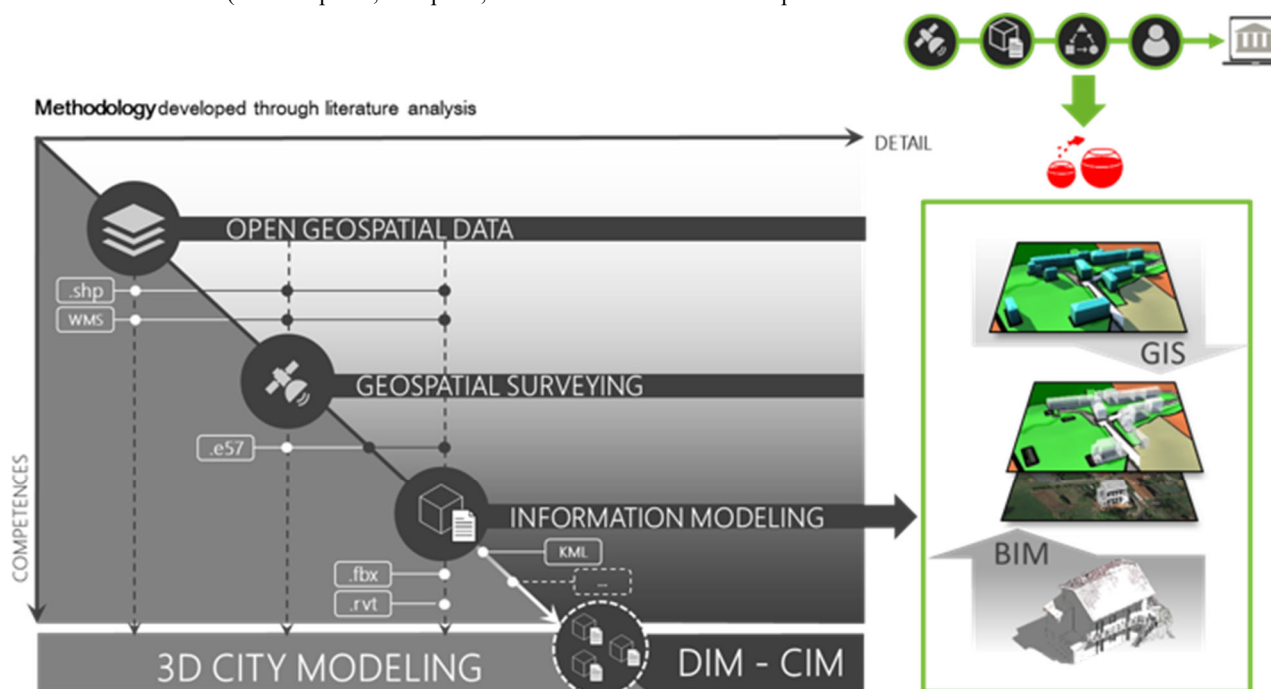 Methodology developed through literature analysis
DETAIL
OPEN GEOSPATIAL DATA
.shp
WMS
GIS
GEOSPATIAL SURVEYING
.e57
COMPETENCES
INFORMATION MODELING
KML
BIM
.fbx
...
.rvt
3D CITY MODELING
DIM - CIM